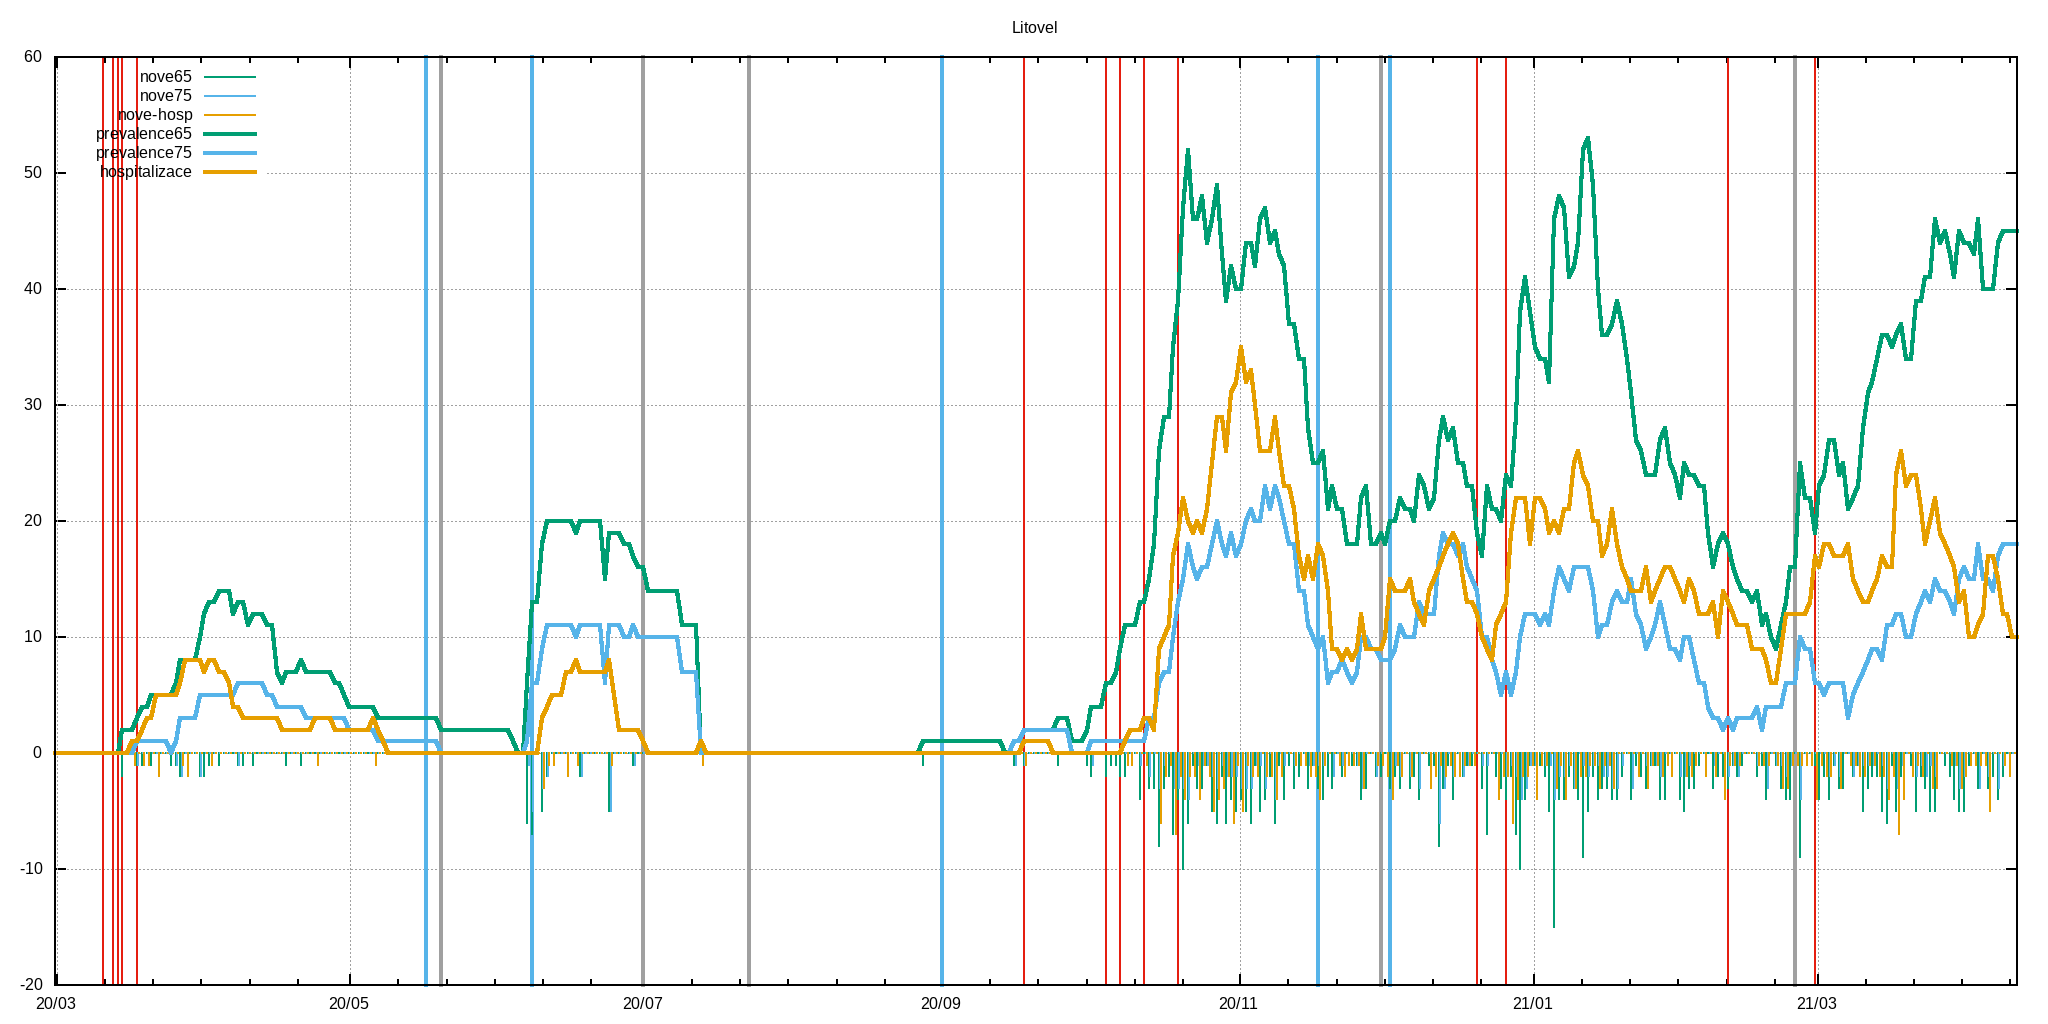 Litovel
60
nove65
nove75
nove-hosp
prevalence65
prevalence75
hospitalizace
50
40
30
20
10
0
-10
-20
20/03 20/05 20/07 20/09 20/11 21/01 21/03